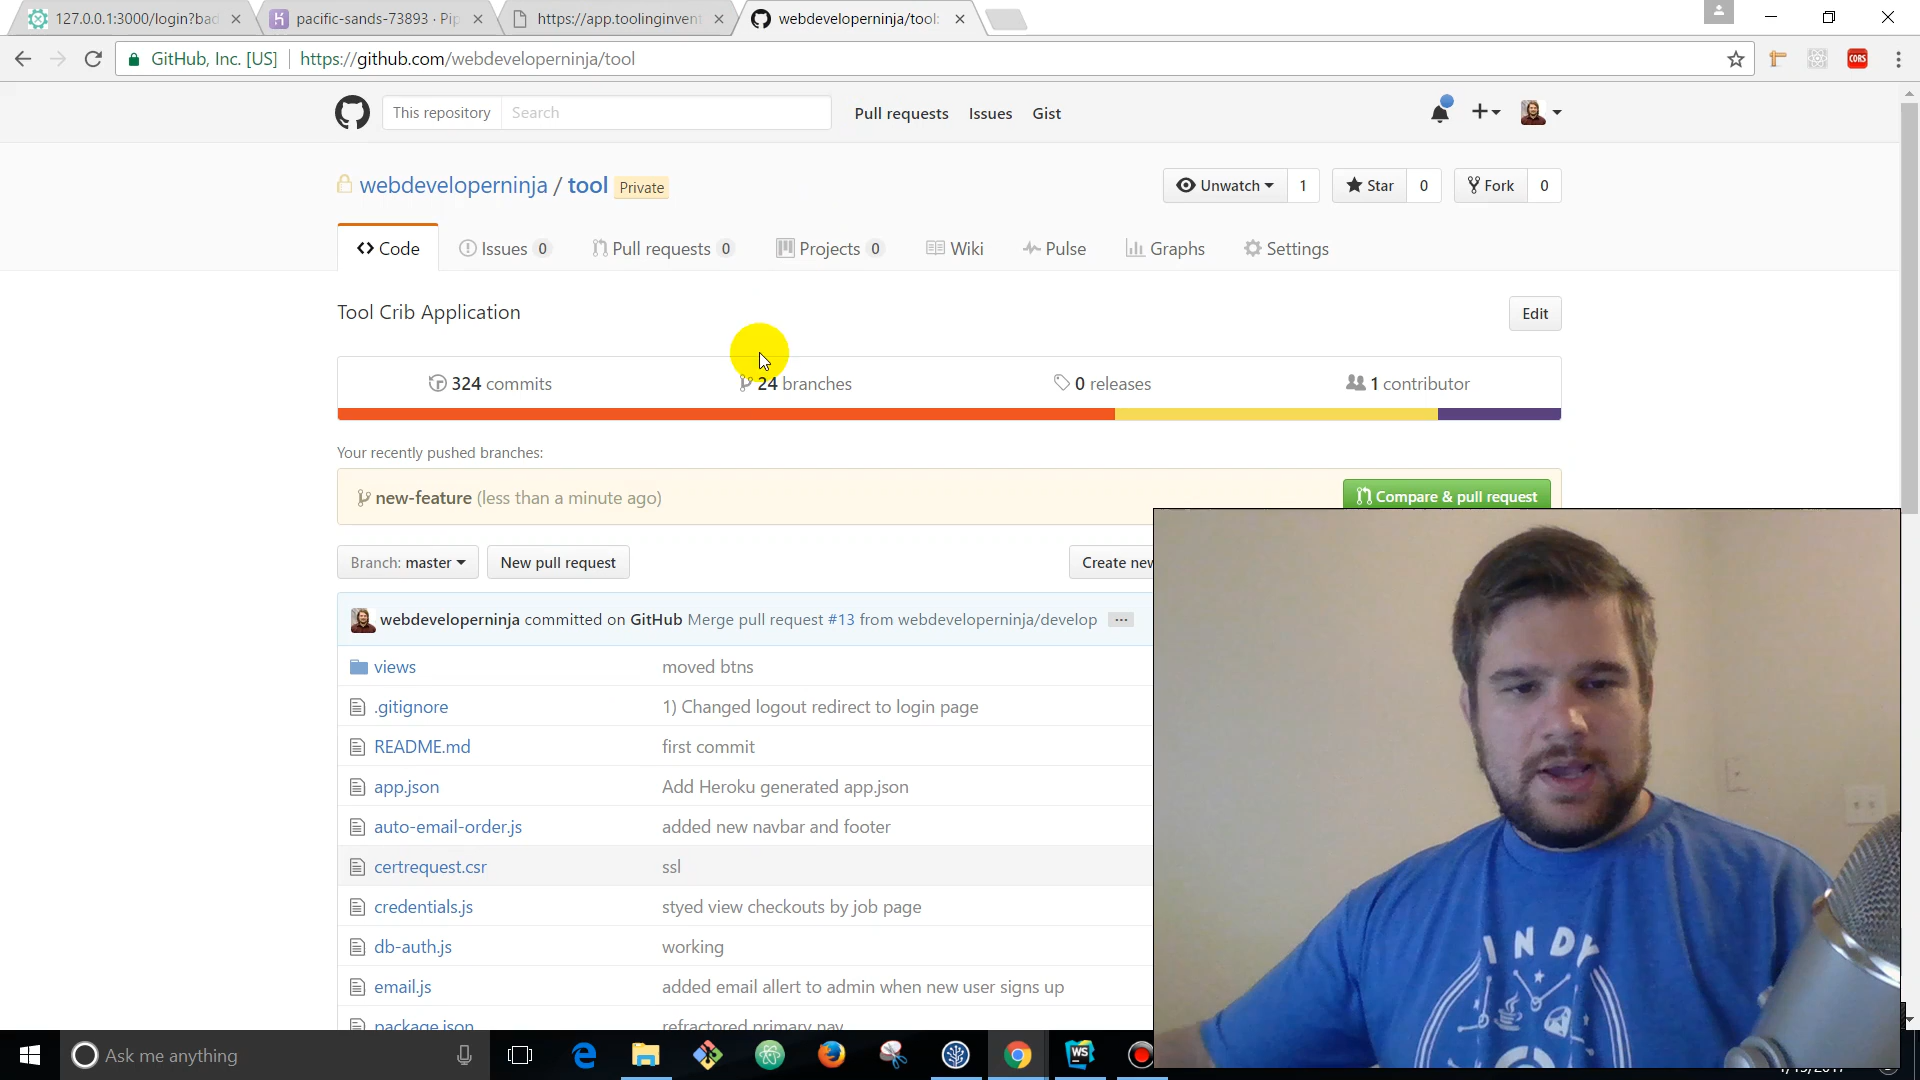 127.0.0.1:3000/login?bad
pacific-sands-73893 · Pip
https://app.toolinginvent
webdeveloperninja/tool:
GitHub, Inc. [US]
https://github.com/webdeveloperninja/tool
CORS
This repository
Search
Pull requests
Issues
Gist
webdeveloperninja / tool Private
Unwatch 1
Star 0
Fork 0
Code
Issues 0
Pull requests 0
Projects 0
Wiki
Pulse
Graphs
Settings
Tool Crib Application
Edit
324 commits
24 branches
0 releases
1 contributor
Your recently pushed branches:
new-feature (less than a minute ago)
Compare & pull request
Branch: master
New pull request
Create new
webdeveloperninja committed on GitHub Merge pull request #13 from webdeveloperninja/develop ...
views moved btns
.gitignore 1) Changed logout redirect to login page
README.md first commit
app.json Add Heroku generated app.json
auto-email-order.js added new navbar and footer
certrequest.csr ssl
credentials.js styed view checkouts by job page
db-auth.js working
email.js added email allert to admin when new user signs up
package.json refractored primary nav
INDY
Ask me anything
WS